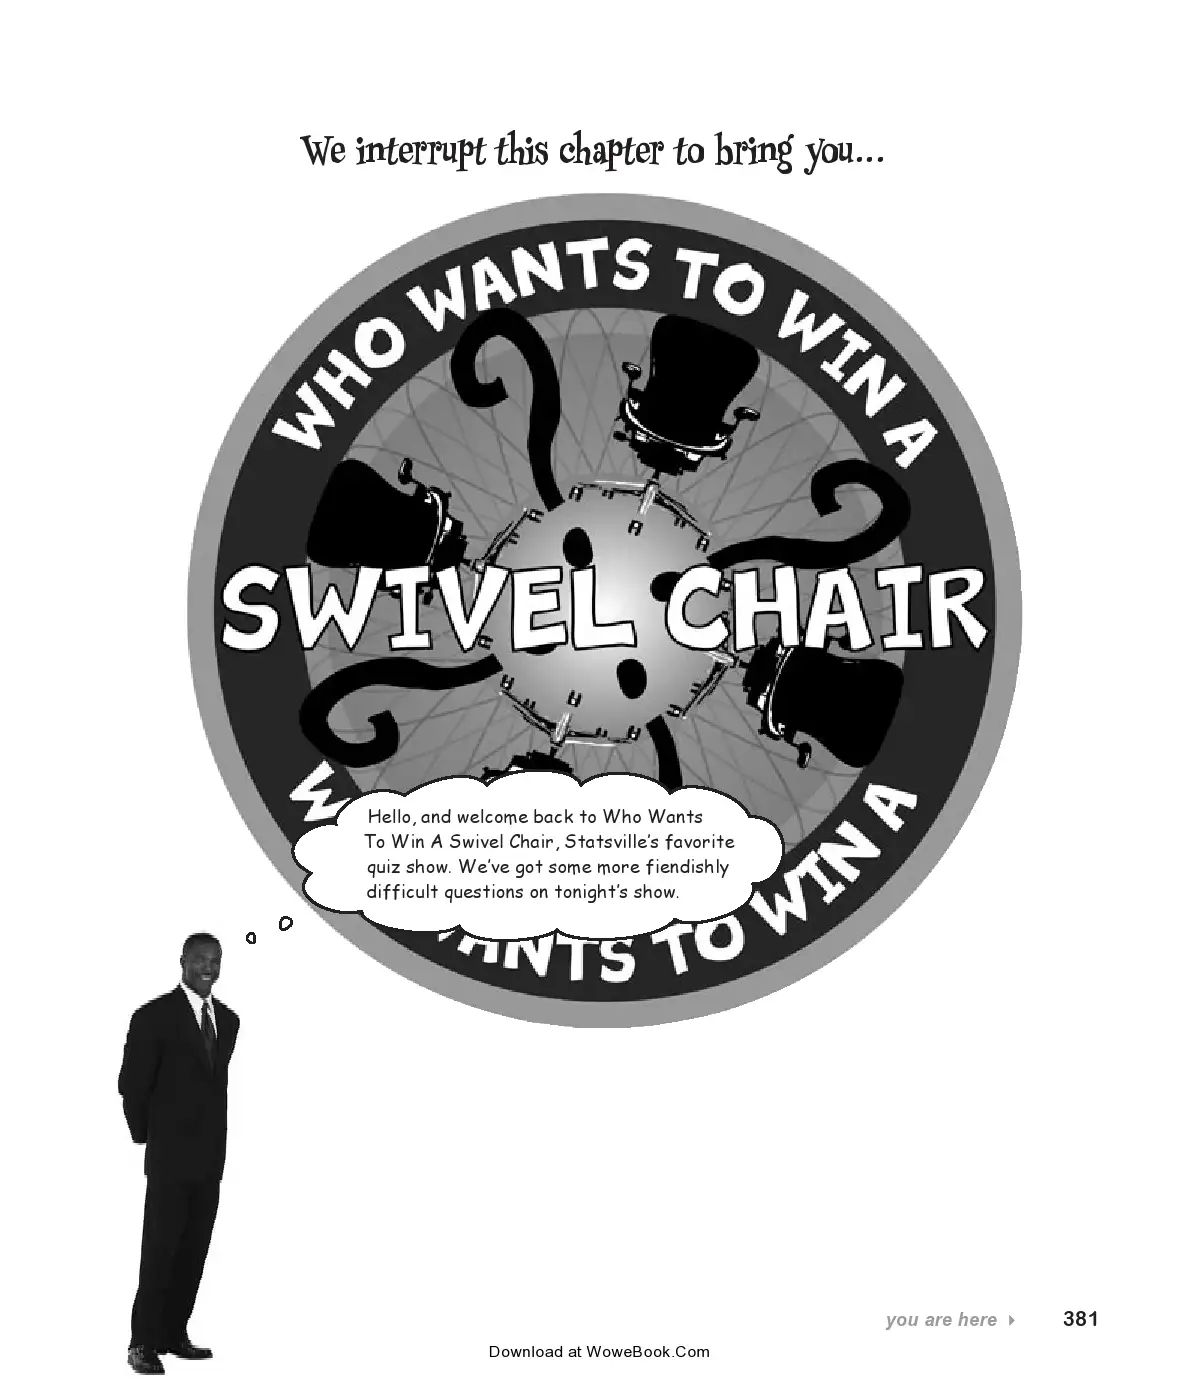 We interrupt this chapter to bring you...
WHO WANTS TO WIN A
SWIVEL CHAIR
Hello, and welcome back to Who Wants
To Win A Swivel Chair, Statsville's favorite
quiz show. We've got some more fiendishly
difficult questions on tonight's show.
WANTS TO WIN A
you are here
381
Download at WoweBook.Com